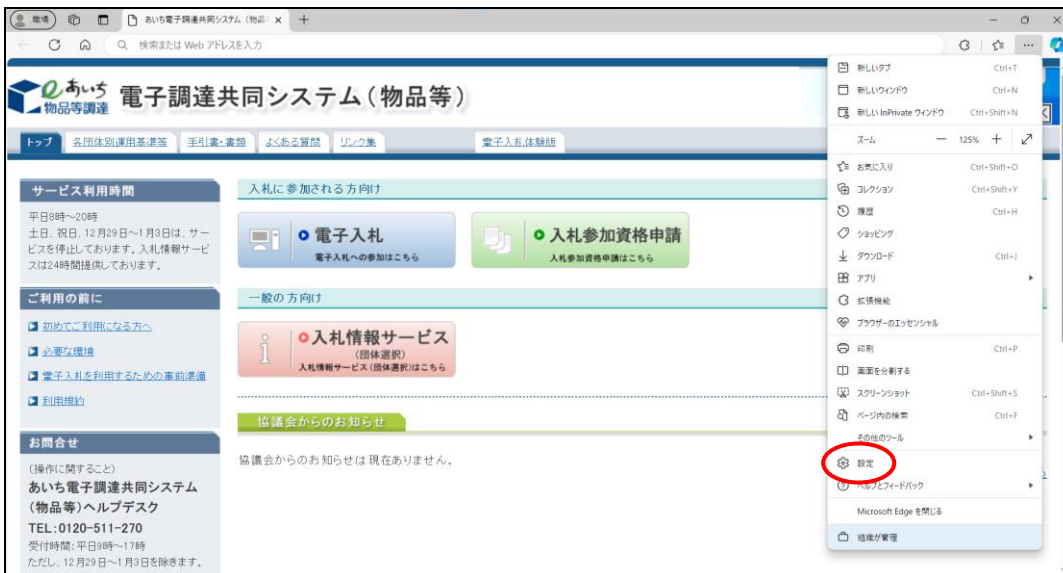 職場
あいち電子調達共同システム (物品
検索または Web アドレスを入力
あいち
物品等調達
電子調達共同システム(物品等)
トップ
各団体別運用基準等
手引書・書類
よくある質問
リンク集
電子入札体験版
サービス利用時間
平日8時~20時
土日、祝日、12月29日~1月3日は、サー
ビスを停止しております。入札情報サービ
スは24時間提供しております。
ご利用の前に
初めてご利用になる方へ
必要な環境
電子入札を利用するための事前準備
利用規約
お問合せ
(操作に関すること)
あいち電子調達共同システム
(物品等)ヘルプデスク
TEL:0120-511-270
受付時間:平日9時~17時
ただし、12月29日~1月3日を除きます。
入札に参加される方向け
電子入札
電子入札への参加はこちら
入札参加資格申請
入札参加資格申請はこちら
一般の方向け
入札情報サービス
(団体選択)
入札情報サービス(団体選択)はこちら
協議会からのお知らせ
協議会からのお知らせは現在ありません。
新しいタブ Ctrl+T
新しいウィンドウ Ctrl+N
新しい InPrivate ウィンドウ Ctrl+Shift+N
ズーム 125%
お気に入り Ctrl+Shift+O
コレクション Ctrl+Shift+Y
履歴 Ctrl+H
ショッピング
ダウンロード Ctrl+J
アプリ
拡張機能
ブラウザーのエッセンシャル
印刷 Ctrl+P
画面を分割する
スクリーンショット Ctrl+Shift+S
ページ内の検索 Ctrl+F
その他のツール
設定
ヘルプとフィードバック
Microsoft Edge を閉じる
組織が管理